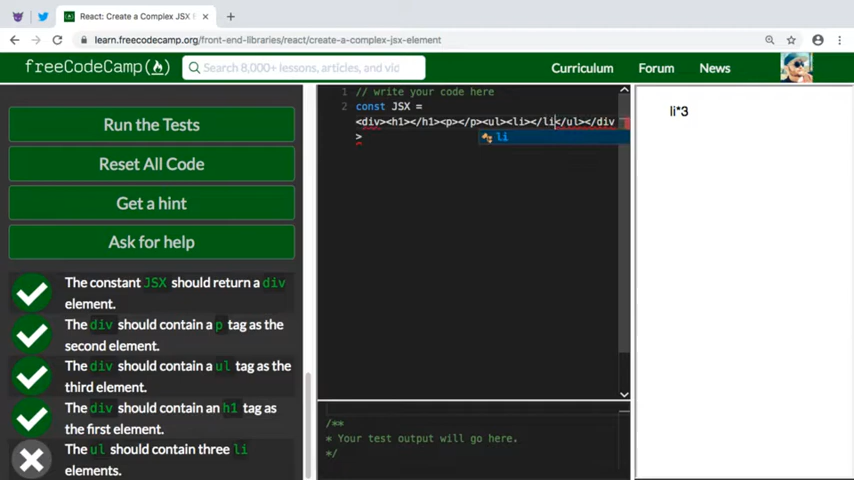 React: Create a Complex JSX
learn.freecodecamp.org/front-end-libraries/react/create-a-complex-jsx-element
freeCodeCamp
Search 8,000+ lessons, articles, and vid
Curriculum
Forum
News
Run the Tests
Reset All Code
Get a hint
Ask for help
The constant JSX should return a div
element.
The div should contain a p tag as the
second element.
The div should contain a ul tag as the
third element.
The div should contain an h1 tag as
the first element.
The ul should contain three li
elements.
1 // write your code here
2 const JSX =
<div><h1></h1><p></p><ul><li></li</ul></div
>
li
/**
* Your test output will go here.
*/
li*3